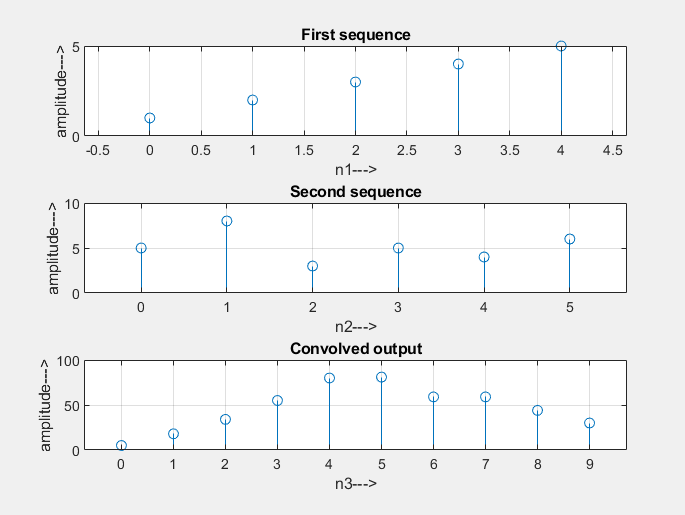 First sequence
5
0
amplitude--->
-0.5 0 0.5 1 1.5 2 2.5 3 3.5 4 4.5
n1--->
Second sequence
10
5
0
amplitude--->
0 1 2 3 4 5
n2--->
Convolved output
100
50
0
amplitude--->
0 1 2 3 4 5 6 7 8 9
n3--->